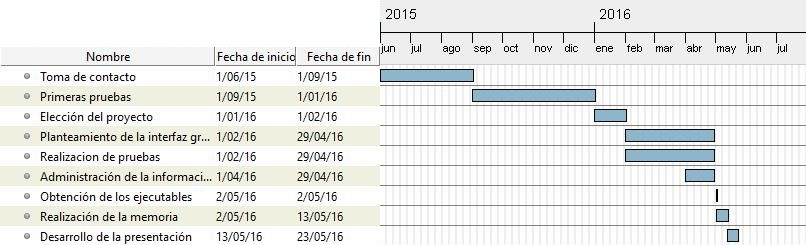 2015 2016
jun jul ago sep oct nov dic ene feb mar abr may jun jul
Nombre Fecha de inicio Fecha de fin
Toma de contacto 1/06/15 1/09/15
Primeras pruebas 1/09/15 1/01/16
Elección del proyecto 1/01/16 1/02/16
Planteamiento de la interfaz gr... 1/02/16 29/04/16
Realizacion de pruebas 1/02/16 29/04/16
Administración de la informaci... 1/04/16 29/04/16
Obtención de los ejecutables 2/05/16 2/05/16
Realización de la memoria 2/05/16 13/05/16
Desarrollo de la presentación 13/05/16 23/05/16